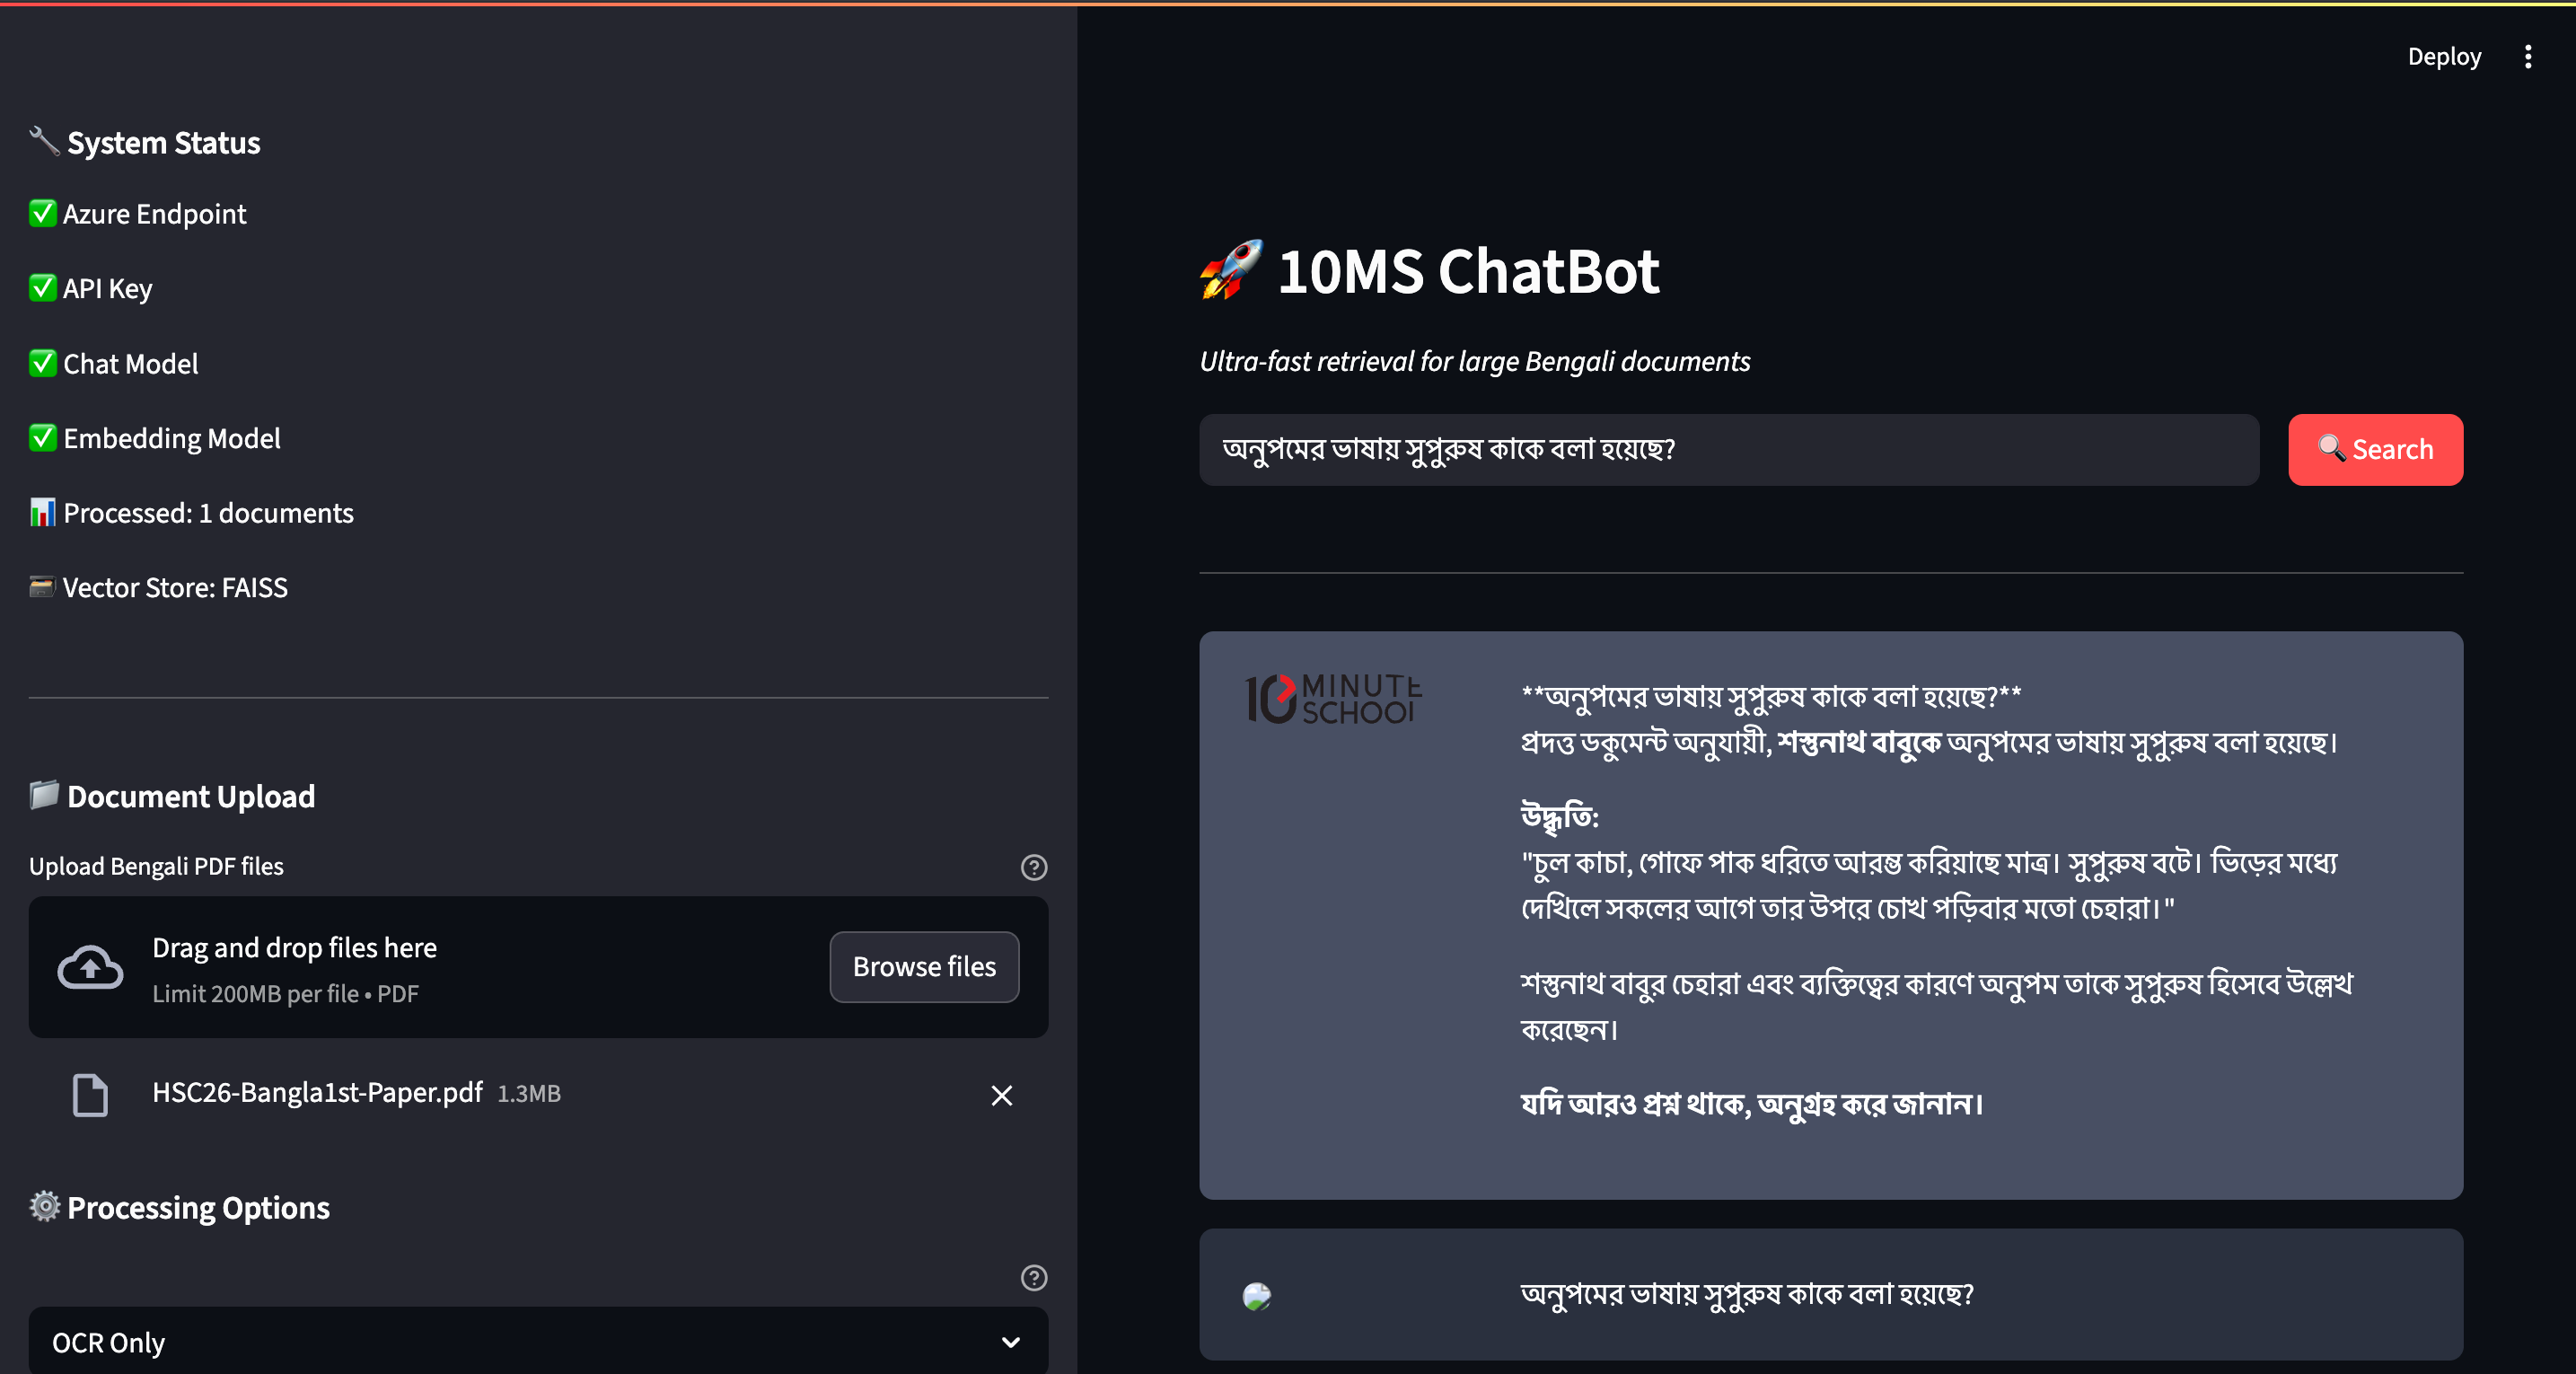 Deploy
🔧 System Status
✅ Azure Endpoint
✅ API Key
✅ Chat Model
✅ Embedding Model
📊 Processed: 1 documents
🗃️ Vector Store: FAISS
📁 Document Upload
Upload Bengali PDF files
Drag and drop files here
Limit 200MB per file • PDF
Browse files
HSC26-Bangla1st-Paper.pdf 1.3MB
⚙️ Processing Options
OCR Only
🚀 10MS ChatBot
Ultra-fast retrieval for large Bengali documents
অনুপমের ভাষায় সুপুরুষ কাকে বলা হয়েছে?
🔍 Search
10 MINUTE
SCHOOL
**অনুপমের ভাষায় সুপুরুষ কাকে বলা হয়েছে?**
প্রদত্ত ডকুমেন্ট অনুযায়ী, শস্তুনাথ বাবুকে অনুপমের ভাষায় সুপুরুষ বলা হয়েছে।
উদ্ধৃতি:
"চুল কাচা, গোফে পাক ধরিতে আরম্ভ করিয়াছে মাত্র। সুপুরুষ বটে। ভিড়ের মধ্যে
দেখিলে সকলের আগে তার উপরে চোখ পড়িবার মতো চেহারা।"
শস্তুনাথ বাবুর চেহারা এবং ব্যক্তিত্বের কারণে অনুপম তাকে সুপুরুষ হিসেবে উল্লেখ
করেছেন।
যদি আরও প্রশ্ন থাকে, অনুগ্রহ করে জানান।
অনুপমের ভাষায় সুপুরুষ কাকে বলা হয়েছে?